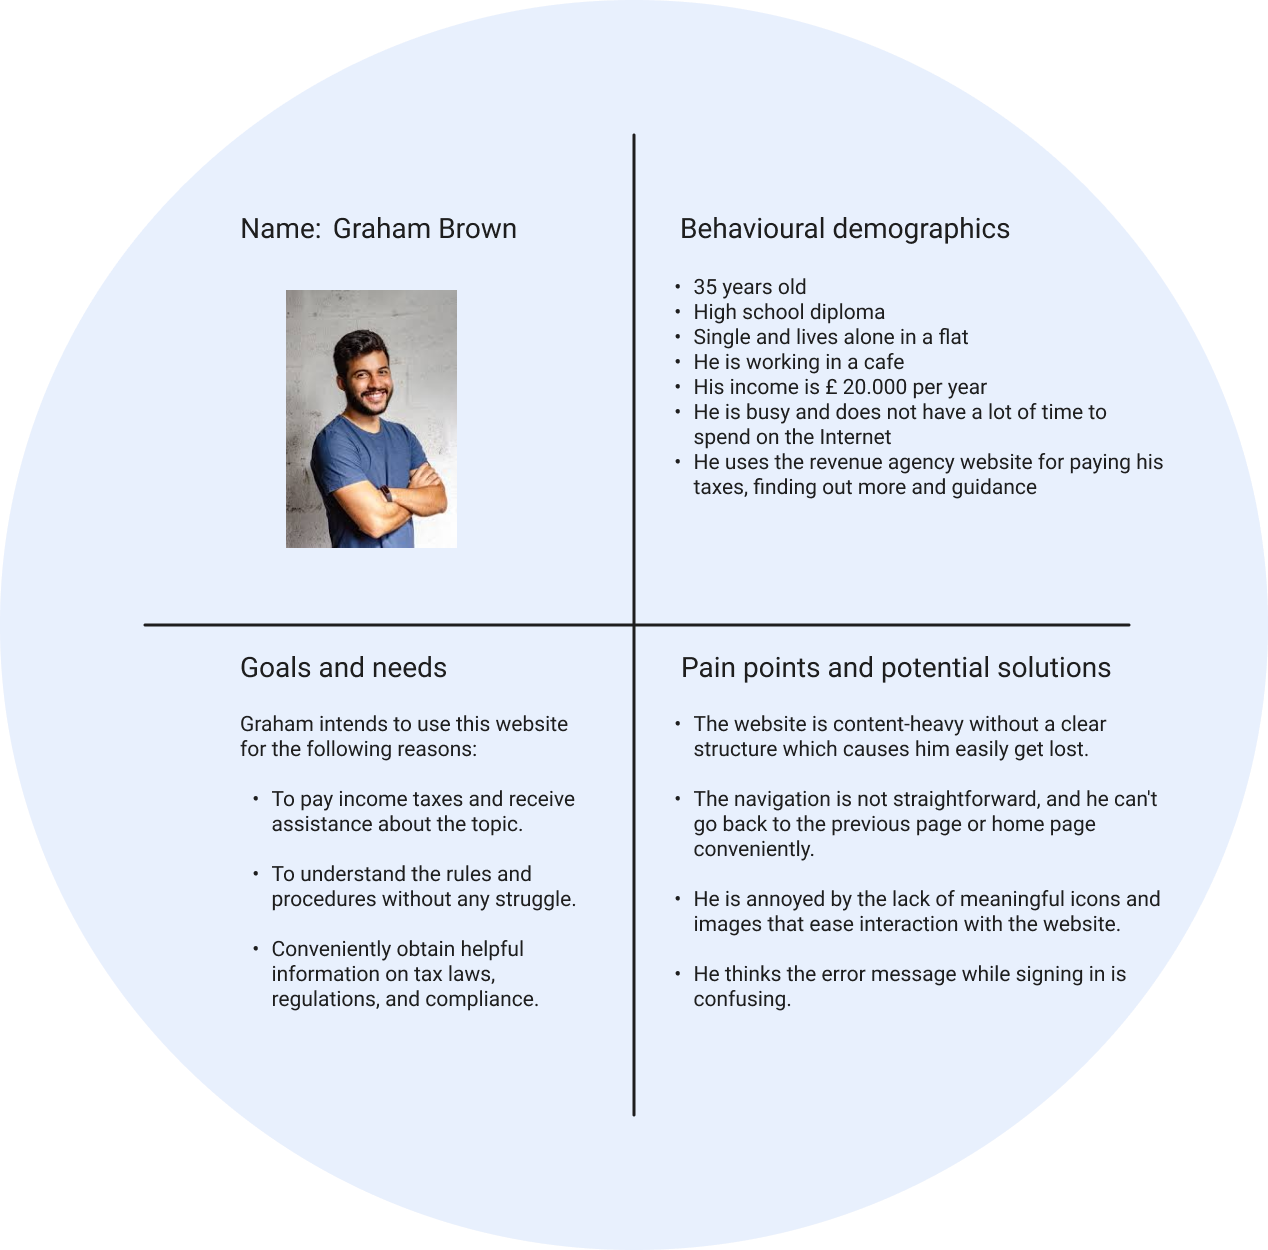 Name: Graham Brown
Behavioural demographics
• 35 years old
• High school diploma
• Single and lives alone in a flat
• He is working in a cafe
• His income is £ 20.000 per year
• He is busy and does not have a lot of time to
spend on the Internet
• He uses the revenue agency website for paying his
taxes, finding out more and guidance
Goals and needs
Graham intends to use this website
for the following reasons:
• To pay income taxes and receive
assistance about the topic.
• To understand the rules and
procedures without any struggle.
• Conveniently obtain helpful
information on tax laws,
regulations, and compliance.
Pain points and potential solutions
• The website is content-heavy without a clear
structure which causes him easily get lost.
• The navigation is not straightforward, and he can't
go back to the previous page or home page
conveniently.
• He is annoyed by the lack of meaningful icons and
images that ease interaction with the website.
• He thinks the error message while signing in is
confusing.